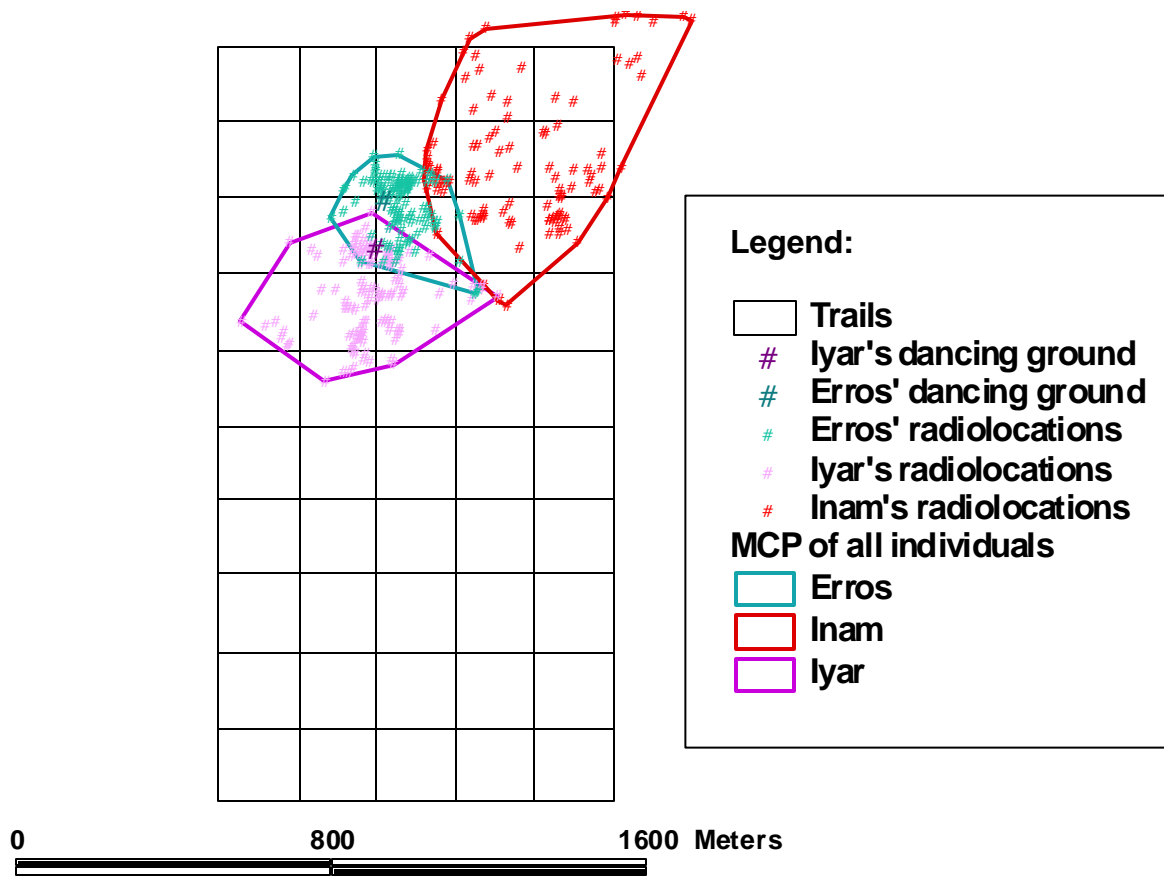 Legend:
Trails
# Iyar's dancing ground
# Erros' dancing ground
# Erros' radiolocations
# Iyar's radiolocations
# Inam's radiolocations
MCP of all individuals
Erros
Inam
Iyar
0 800 1600 Meters